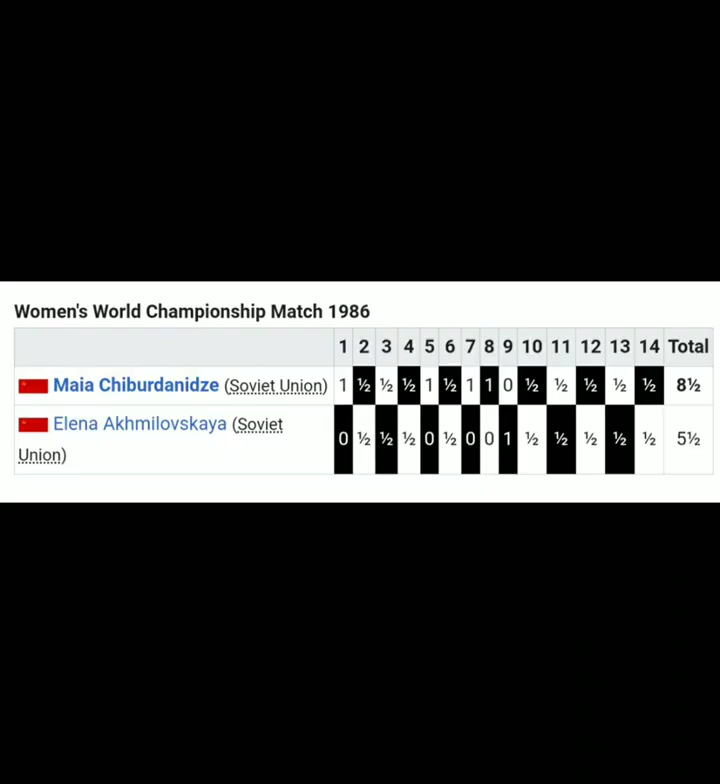 Women's World Championship Match 1986
1 2 3 4 5 6 7 8 9 10 11 12 13 14 Total
Maia Chiburdanidze (Soviet Union) 1 ½ ½ ½ 1 ½ 1 1 0 ½ ½ ½ ½ ½ 8½
Elena Akhmilovskaya (Soviet
Union) 0 ½ ½ ½ 0 ½ 0 0 1 ½ ½ ½ ½ ½ 5½